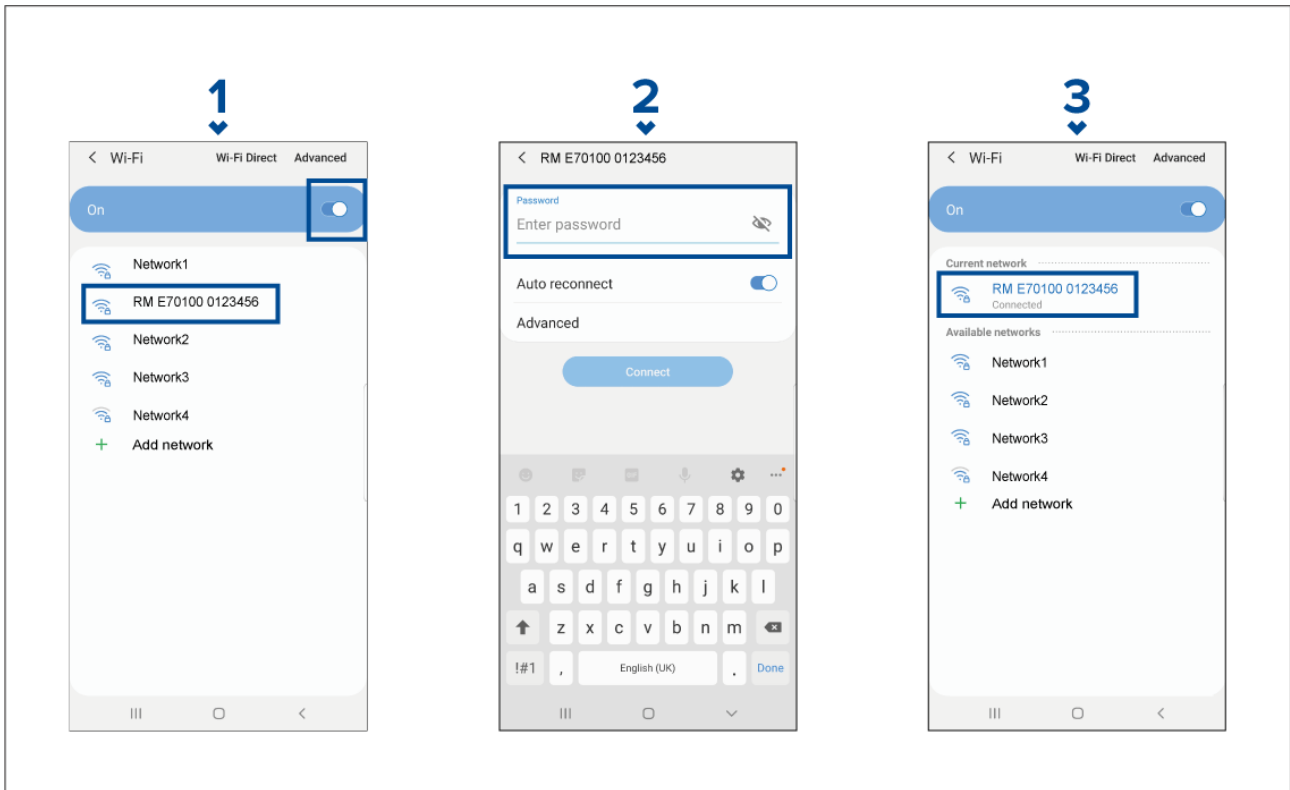 1
2
3
< Wi-Fi Wi-Fi Direct Advanced
On
Network1
RM E70100 0123456
Network2
Network3
Network4
+ Add network
< RM E70100 0123456
Password
Enter password
Auto reconnect
Advanced
Connect
1 2 3 4 5 6 7 8 9 0
q w e r t y u i o p
a s d f g h j k l
z x c v b n m
!#1 , English (UK) . Done
< Wi-Fi Wi-Fi Direct Advanced
On
Current network
RM E70100 0123456
Connected
Available networks
Network1
Network2
Network3
Network4
+ Add network